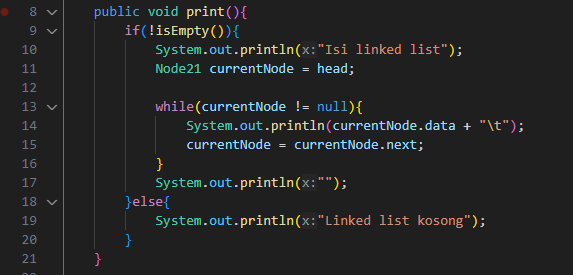 8 public void print(){
9 if(!isEmpty()){
10 System.out.println(x:"Isi linked list");
11 Node21 currentNode = head;
12
13 while(currentNode != null){
14 System.out.println(currentNode.data + "\t");
15 currentNode = currentNode.next;
16 }
17 System.out.println(x:"");
18 }else{
19 System.out.println(x:"Linked list kosong");
20 }
21 }